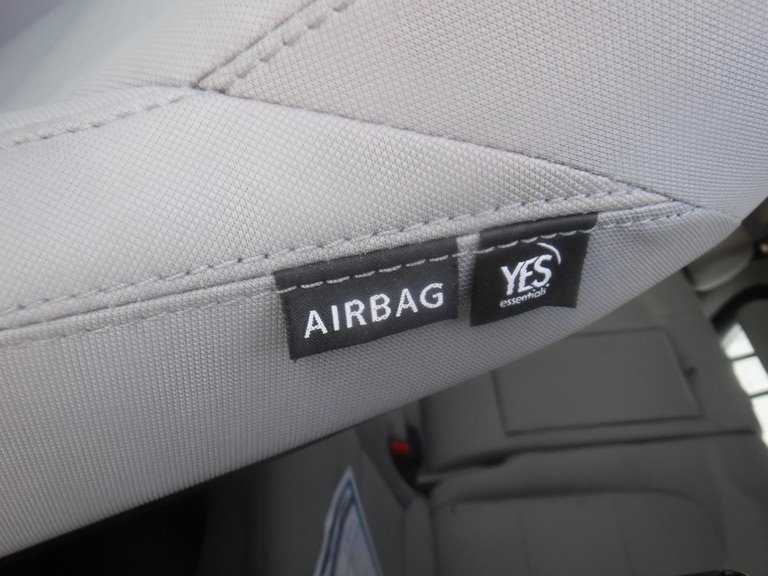 AIRBAG
YES
essentials